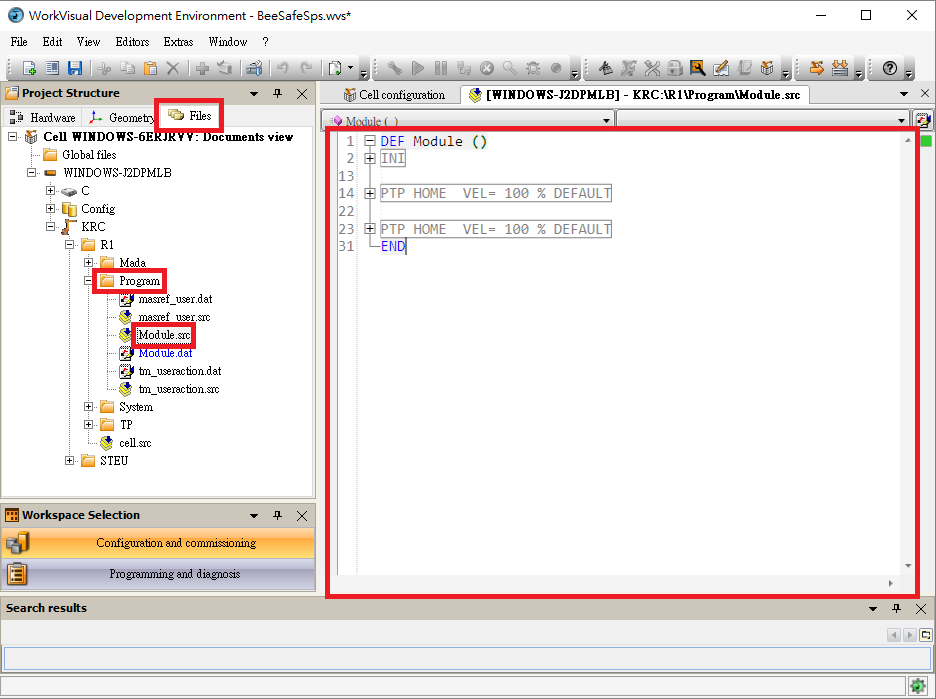 WorkVisual Development Environment - BeeSafeSps.wvs*
File Edit View Editors Extras Window ?
Project Structure
Hardware Geometry Files
Cell WINDOWS-6ERJRVV: Documents view
Global files
WINDOWS-J2DPMLB
C
Config
KRC
R1
Mada
Program
masref_user.dat
masref_user.src
Module.src
Module.dat
tm_useraction.dat
tm_useraction.src
System
TP
cell.src
STEU
Workspace Selection
Configuration and commissioning
Programming and diagnosis
Cell configuration [WINDOWS-J2DPMLB] - KRC:\R1\Program\Module.src
Module ( )
1 DEF Module ()
2 INI
13
14 PTP HOME VEL= 100 % DEFAULT
22
23 PTP HOME VEL= 100 % DEFAULT
31 END
Search results